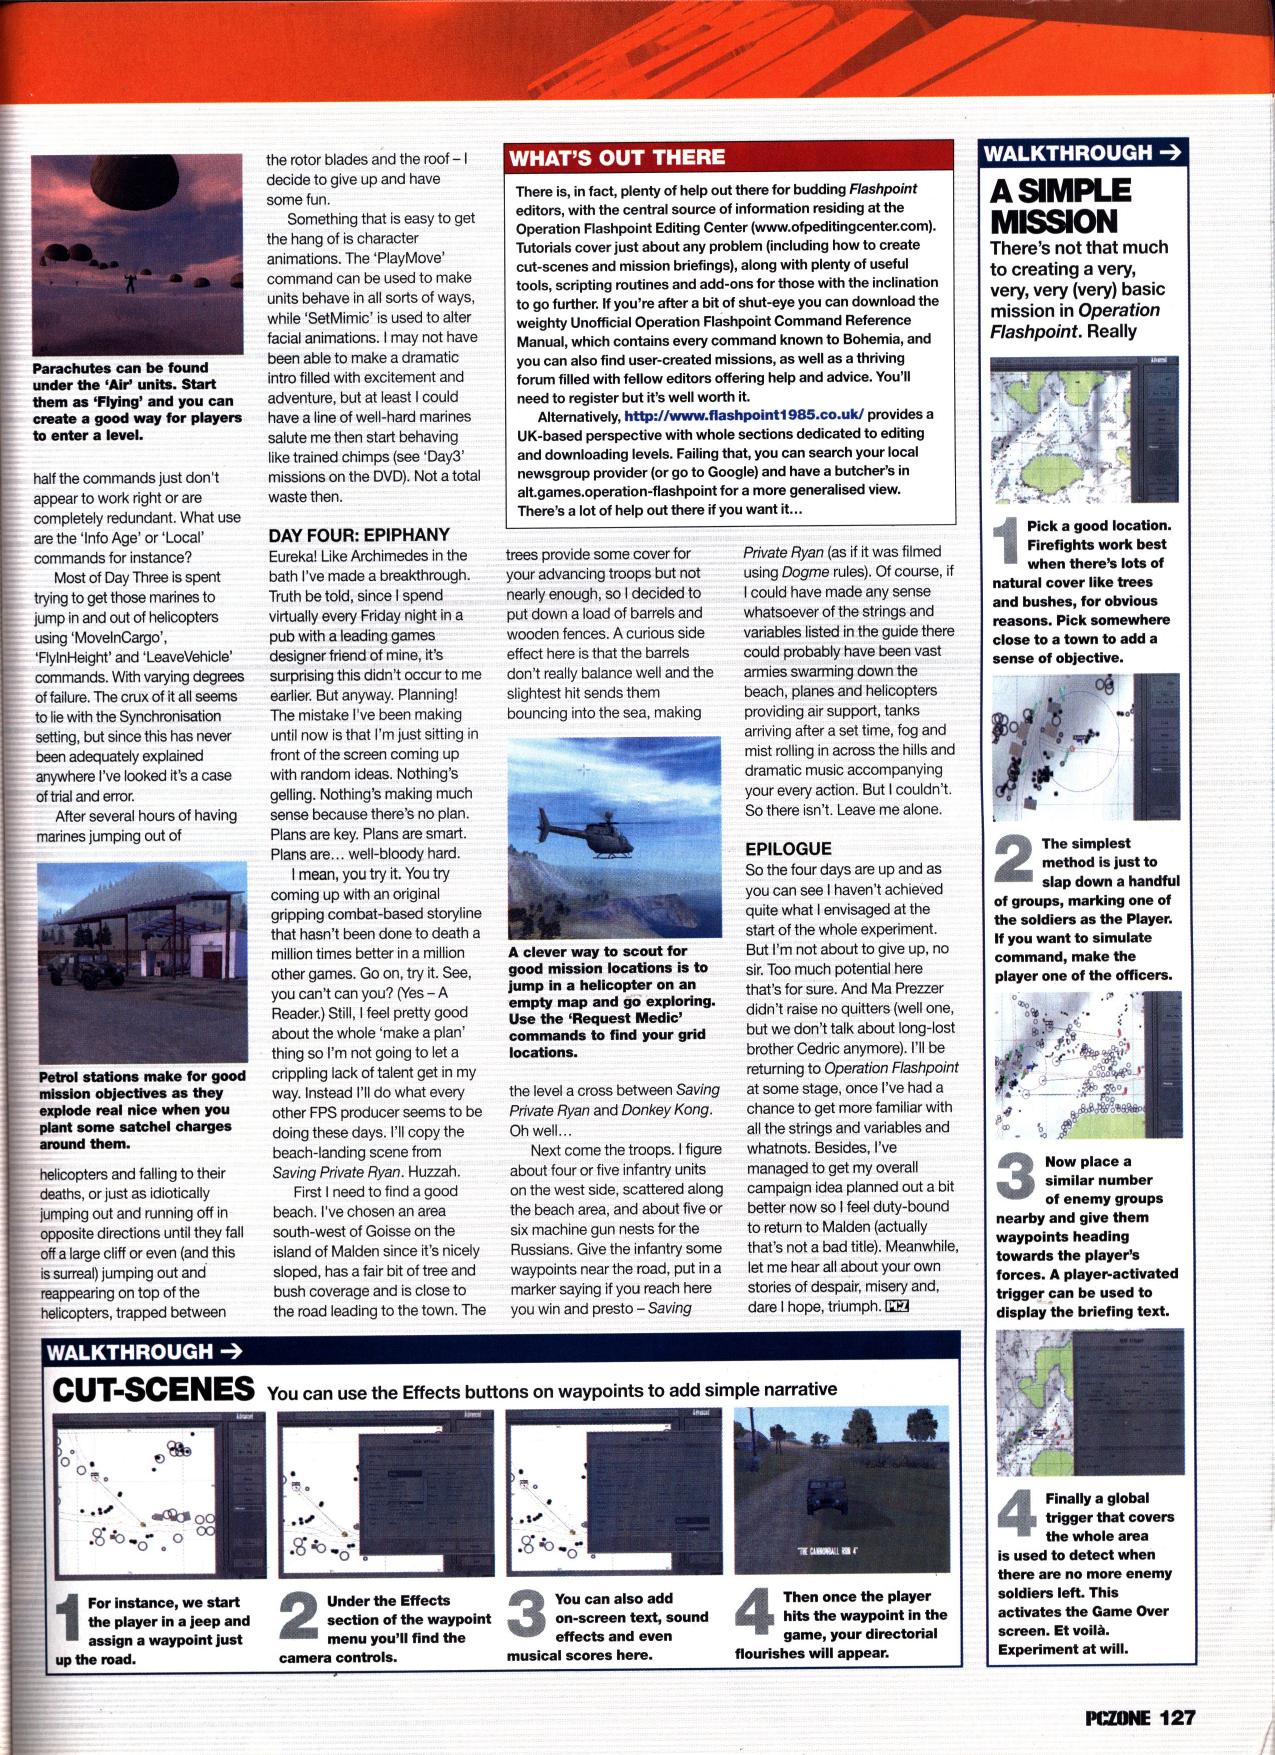 Parachutes can be found
under the 'Air' units. Start
them as 'Flying' and you can
create a good way for players
to enter a level.
half the commands just don't
appear to work right or are
completely redundant. What use
are the 'Info Age' or 'Local'
commands for instance?
Most of Day Three is spent
trying to get those marines to
jump in and out of helicopters
using 'MoveInCargo',
'FlyInHeight' and 'LeaveVehicle'
commands. With varying degrees
of failure. The crux of it all seems
to lie with the Synchronisation
setting, but since this has never
been adequately explained
anywhere I've looked it's a case
of trial and error.
After several hours of having
marines jumping out of
Petrol stations make for good
mission objectives as they
explode real nice when you
plant some satchel charges
around them.
helicopters and falling to their
deaths, or just as idiotically
jumping out and running off in
opposite directions until they fall
off a large cliff or even (and this
is surreal) jumping out and
reappearing on top of the
helicopters, trapped between
the rotor blades and the roof – I
decide to give up and have
some fun.
Something that is easy to get
the hang of is character
animations. The 'PlayMove'
command can be used to make
units behave in all sorts of ways,
while 'SetMimic' is used to alter
facial animations. I may not have
been able to make a dramatic
intro filled with excitement and
adventure, but at least I could
have a line of well-hard marines
salute me then start behaving
like trained chimps (see 'Day3'
missions on the DVD). Not a total
waste then.
DAY FOUR: EPIPHANY
Eureka! Like Archimedes in the
bath I've made a breakthrough.
Truth be told, since I spend
virtually every Friday night in a
pub with a leading games
designer friend of mine, it's
surprising this didn't occur to me
earlier. But anyway. Planning!
The mistake I've been making
until now is that I'm just sitting in
front of the screen coming up
with random ideas. Nothing's
gelling. Nothing's making much
sense because there's no plan.
Plans are key. Plans are smart.
Plans are... well-bloody hard.
I mean, you try it. You try
coming up with an original
gripping combat-based storyline
that hasn't been done to death a
million times better in a million
other games. Go on, try it. See,
you can't can you? (Yes – A
Reader.) Still, I feel pretty good
about the whole 'make a plan'
thing so I'm not going to let a
crippling lack of talent get in my
way. Instead I'll do what every
other FPS producer seems to be
doing these days. I'll copy the
beach-landing scene from
Saving Private Ryan. Huzzah.
First I need to find a good
beach. I've chosen an area
south-west of Goisse on the
island of Malden since it's nicely
sloped, has a fair bit of tree and
bush coverage and is close to
the road leading to the town. The
WHAT'S OUT THERE
There is, in fact, plenty of help out there for budding Flashpoint
editors, with the central source of information residing at the
Operation Flashpoint Editing Center (www.ofpeditingcenter.com).
Tutorials cover just about any problem (including how to create
cut-scenes and mission briefings), along with plenty of useful
tools, scripting routines and add-ons for those with the inclination
to go further. If you're after a bit of shut-eye you can download the
weighty Unofficial Operation Flashpoint Command Reference
Manual, which contains every command known to Bohemia, and
you can also find user-created missions, as well as a thriving
forum filled with fellow editors offering help and advice. You'll
need to register but it's well worth it.
Alternatively, http://www.flashpoint1985.co.uk/ provides a
UK-based perspective with whole sections dedicated to editing
and downloading levels. Failing that, you can search your local
newsgroup provider (or go to Google) and have a butcher's in
alt.games.operation-flashpoint for a more generalised view.
There's a lot of help out there if you want it...
trees provide some cover for
your advancing troops but not
nearly enough, so I decided to
put down a load of barrels and
wooden fences. A curious side
effect here is that the barrels
don't really balance well and the
slightest hit sends them
bouncing into the sea, making
A clever way to scout for
good mission locations is to
jump in a helicopter on an
empty map and go exploring.
Use the 'Request Medic'
commands to find your grid
locations.
the level a cross between Saving
Private Ryan and Donkey Kong.
Oh well...
Next come the troops. I figure
about four or five infantry units
on the west side, scattered along
the beach area, and about five or
six machine gun nests for the
Russians. Give the infantry some
waypoints near the road, put in a
marker saying if you reach here
you win and presto – Saving
Private Ryan (as if it was filmed
using Dogme rules). Of course, if
I could have made any sense
whatsoever of the strings and
variables listed in the guide there
could probably have been vast
armies swarming down the
beach, planes and helicopters
providing air support, tanks
arriving after a set time, fog and
mist rolling in across the hills and
dramatic music accompanying
your every action. But I couldn't.
So there isn't. Leave me alone.
EPILOGUE
So the four days are up and as
you can see I haven't achieved
quite what I envisaged at the
start of the whole experiment.
But I'm not about to give up, no
sir. Too much potential here
that's for sure. And Ma Prezzer
didn't raise no quitters (well one,
but we don't talk about long-lost
brother Cedric anymore). I'll be
returning to Operation Flashpoint
at some stage, once I've had a
chance to get more familiar with
all the strings and variables and
whatnots. Besides, I've
managed to get my overall
campaign idea planned out a bit
better now so I feel duty-bound
to return to Malden (actually
that's not a bad title). Meanwhile,
let me hear all about your own
stories of despair, misery and,
dare I hope, triumph. PCZ
WALKTHROUGH →
A SIMPLE
MISSION
There's not that much
to creating a very,
very, very (very) basic
mission in Operation
Flashpoint. Really
1 Pick a good location.
Firefights work best
when there's lots of
natural cover like trees
and bushes, for obvious
reasons. Pick somewhere
close to a town to add a
sense of objective.
2 The simplest
method is just to
slap down a handful
of groups, marking one of
the soldiers as the Player.
If you want to simulate
command, make the
player one of the officers.
3 Now place a
similar number
of enemy groups
nearby and give them
waypoints heading
towards the player's
forces. A player-activated
trigger can be used to
display the briefing text.
4 Finally a global
trigger that covers
the whole area
is used to detect when
there are no more enemy
soldiers left. This
activates the Game Over
screen. Et voilà.
Experiment at will.
WALKTHROUGH →
CUT-SCENES You can use the Effects buttons on waypoints to add simple narrative
1 For instance, we start
the player in a jeep and
assign a waypoint just
up the road.
2 Under the Effects
section of the waypoint
menu you'll find the
camera controls.
3 You can also add
on-screen text, sound
effects and even
musical scores here.
"THE CANNONBALL RUN 4"
4 Then once the player
hits the waypoint in the
game, your directorial
flourishes will appear.
PCZONE 127